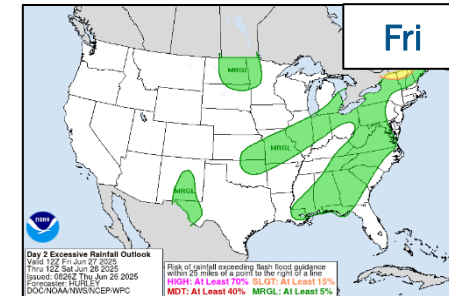 Fri
MRGL
MRGL
MRGL
NOAA
Day 2 Excessive Rainfall Outlook
Valid 12Z Fri Jun 27 2025
Thru 12Z Sat Jun 28 2025
Issued: 0826Z Thu Jun 26 2025
Forecaster: HURLEY
DOC/NOAA/NWS/NCEP/WPC
Risk of rainfall exceeding flash flood guidance
within 25 miles of a point to the right of a line
HIGH: At Least 70% SLGT: At Least 15%
MDT: At Least 40% MRGL: At Least 5%